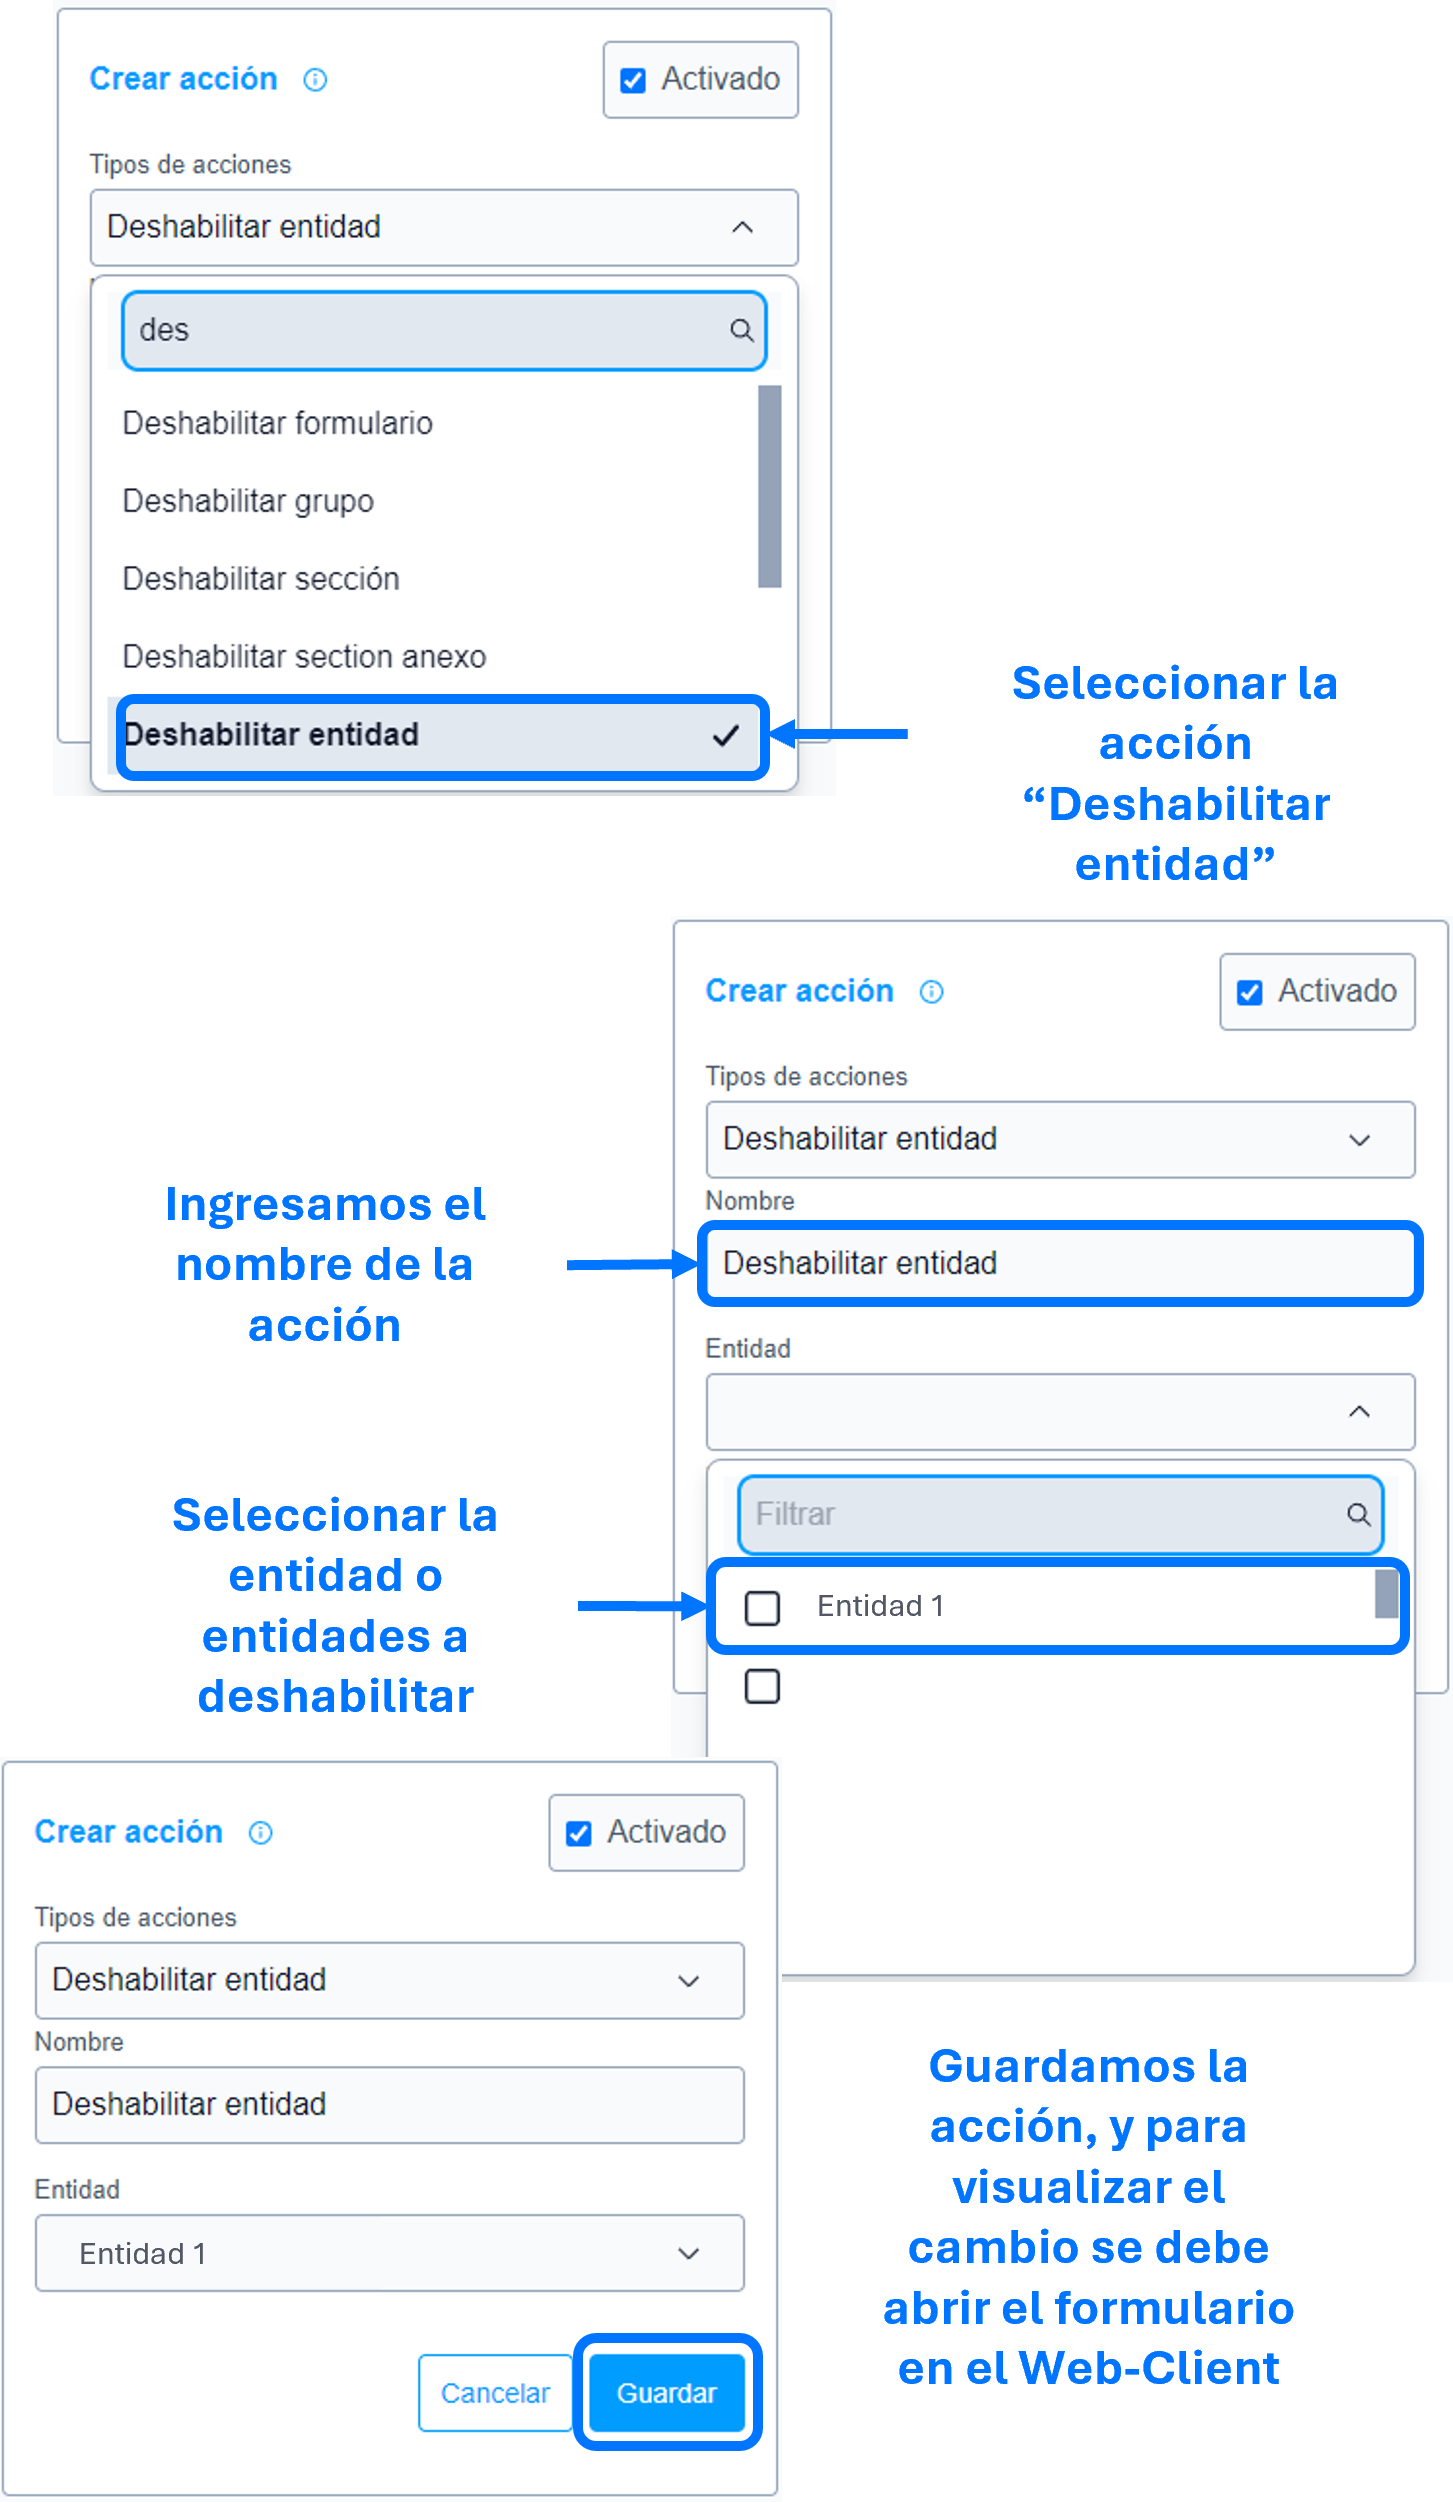 Crear acción
Activado
Tipos de acciones
Deshabilitar entidad
des
Deshabilitar formulario
Deshabilitar grupo
Deshabilitar sección
Deshabilitar section anexo
Deshabilitar entidad
Seleccionar la
acción
“Deshabilitar
entidad”
Crear acción
Activado
Tipos de acciones
Deshabilitar entidad
Nombre
Deshabilitar entidad
Ingresamos el
nombre de la
acción
Entidad
Filtrar
Entidad 1
Seleccionar la
entidad o
entidades a
deshabilitar
Crear acción
Activado
Tipos de acciones
Deshabilitar entidad
Nombre
Deshabilitar entidad
Entidad
Entidad 1
Cancelar
Guardar
Guardamos la
acción, y para
visualizar el
cambio se debe
abrir el formulario
en el Web-Client